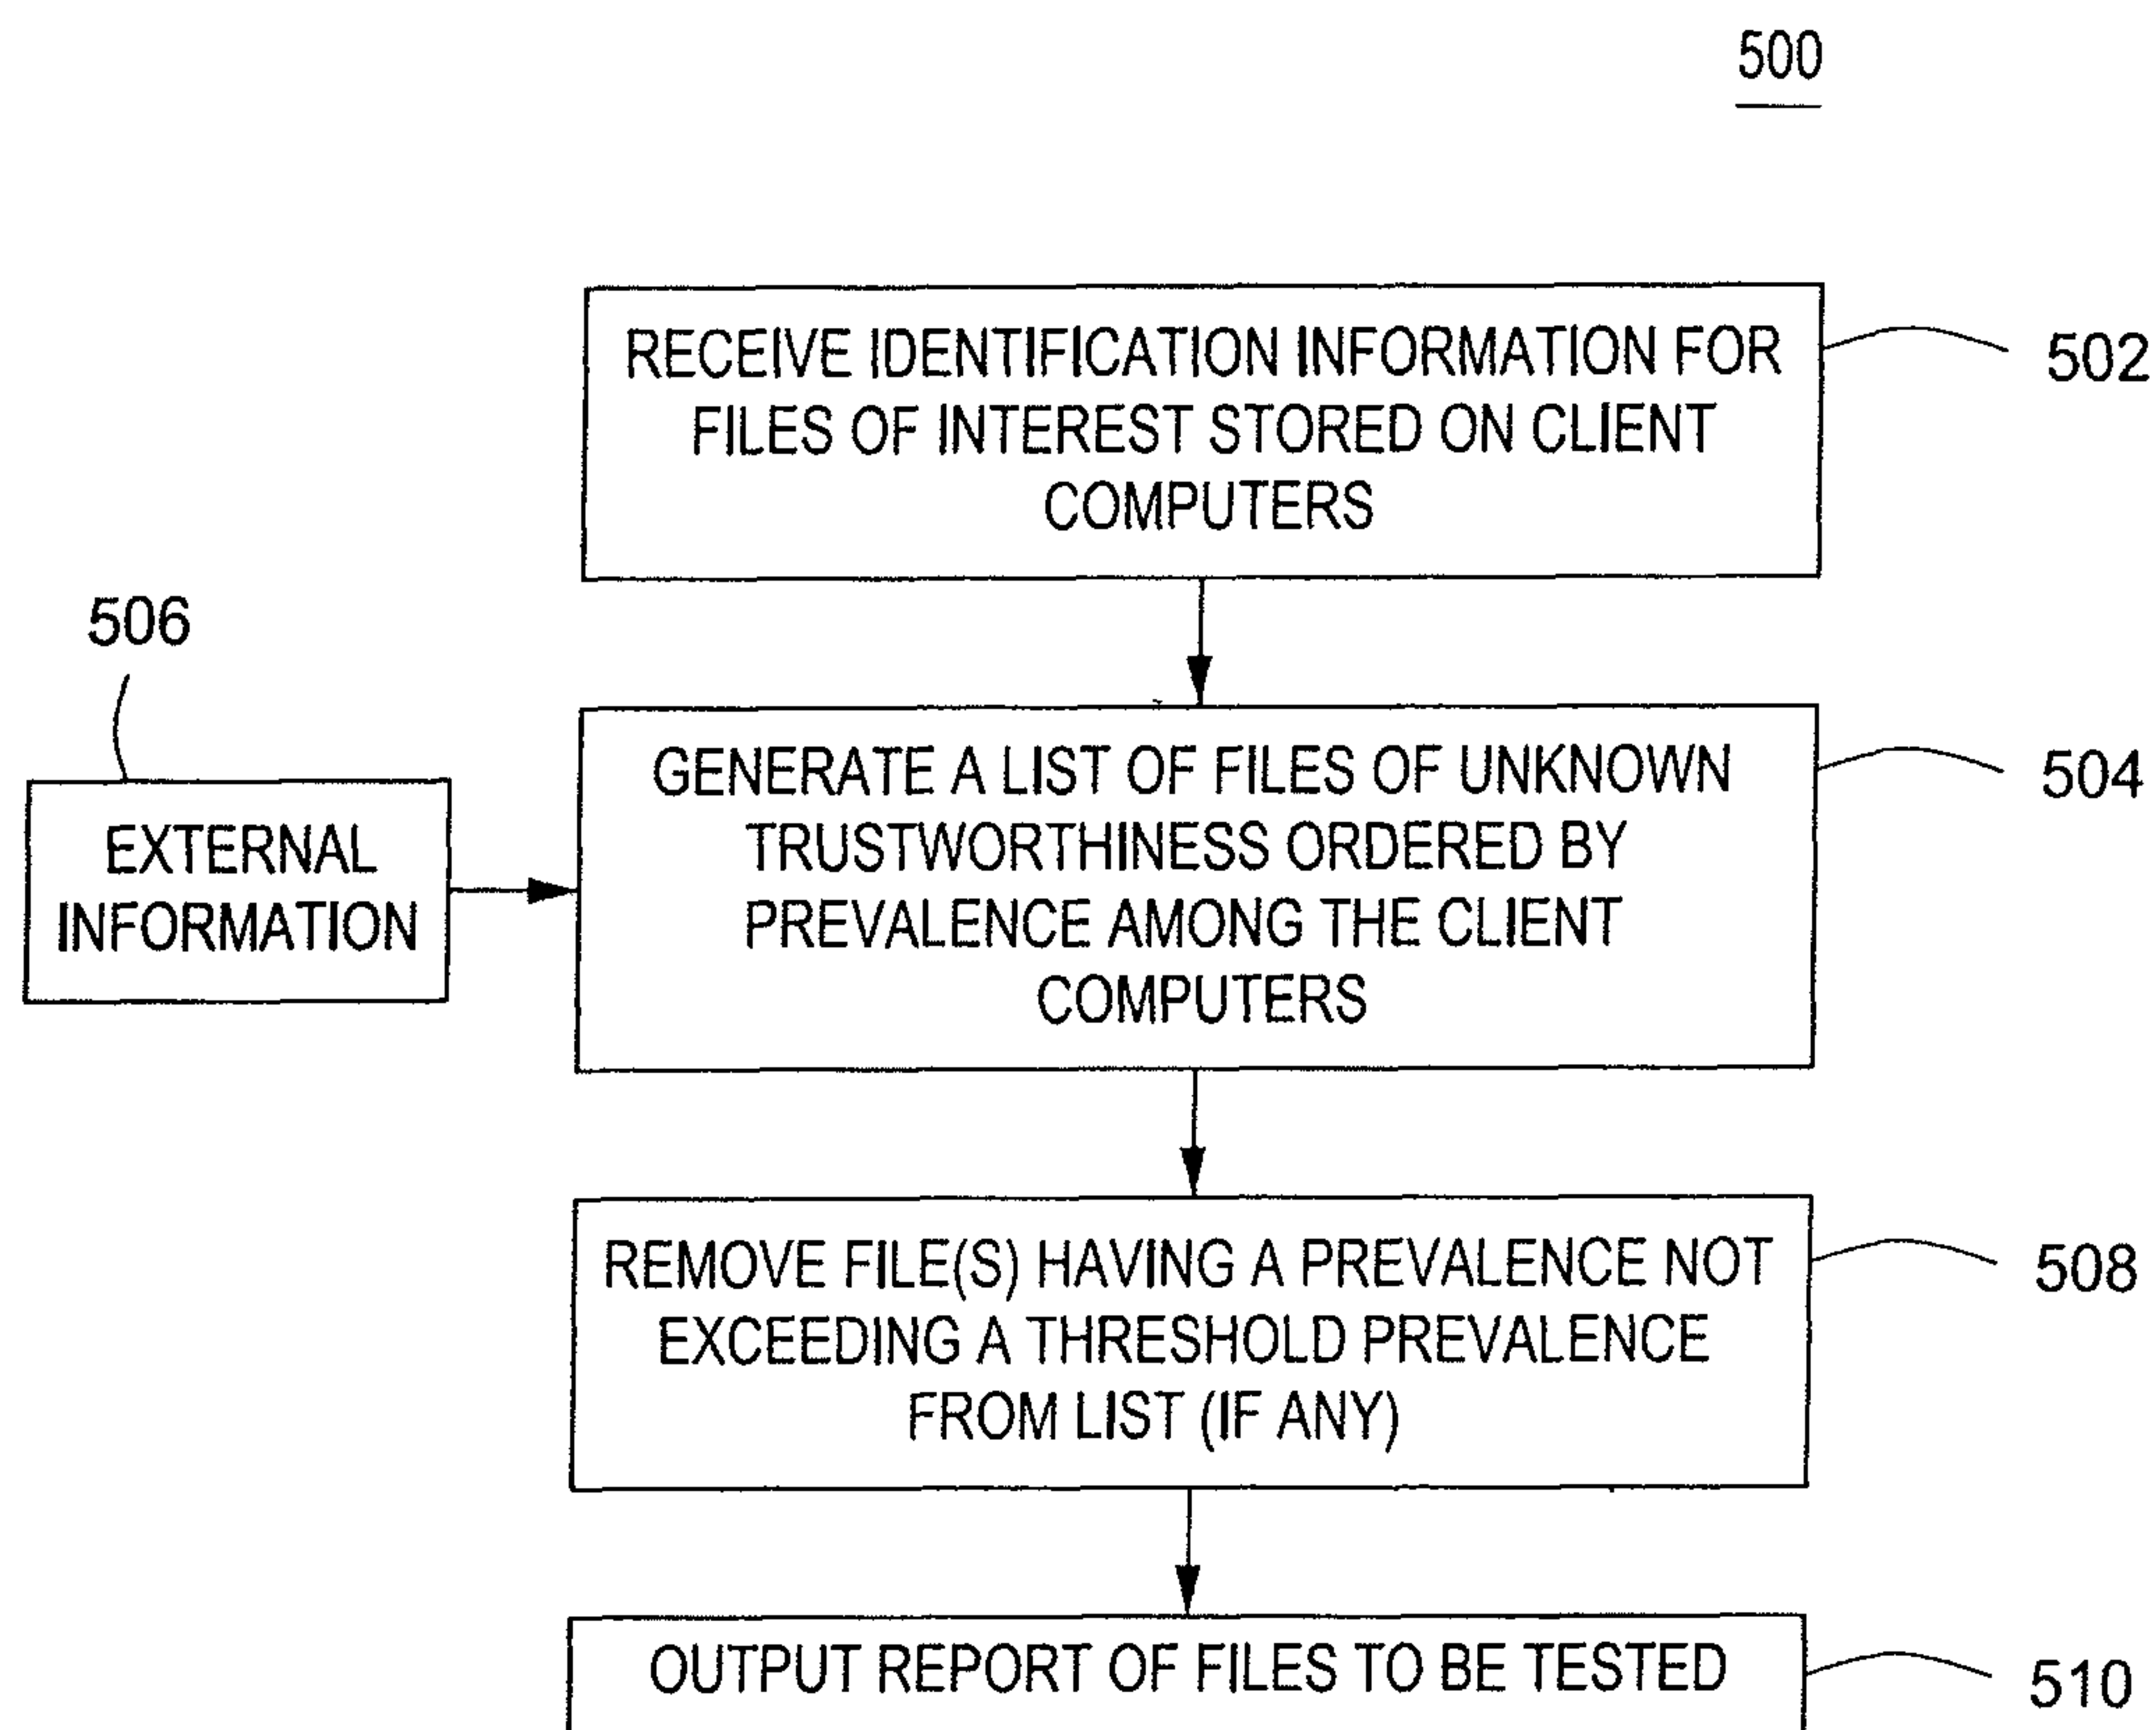 500
RECEIVE IDENTIFICATION INFORMATION FOR
FILES OF INTEREST STORED ON CLIENT
COMPUTERS
502
506
EXTERNAL
INFORMATION
GENERATE A LIST OF FILES OF UNKNOWN
TRUSTWORTHINESS ORDERED BY
PREVALENCE AMONG THE CLIENT
COMPUTERS
504
REMOVE FILE(S) HAVING A PREVALENCE NOT
EXCEEDING A THRESHOLD PREVALENCE
FROM LIST (IF ANY)
508
OUTPUT REPORT OF FILES TO BE TESTED
510